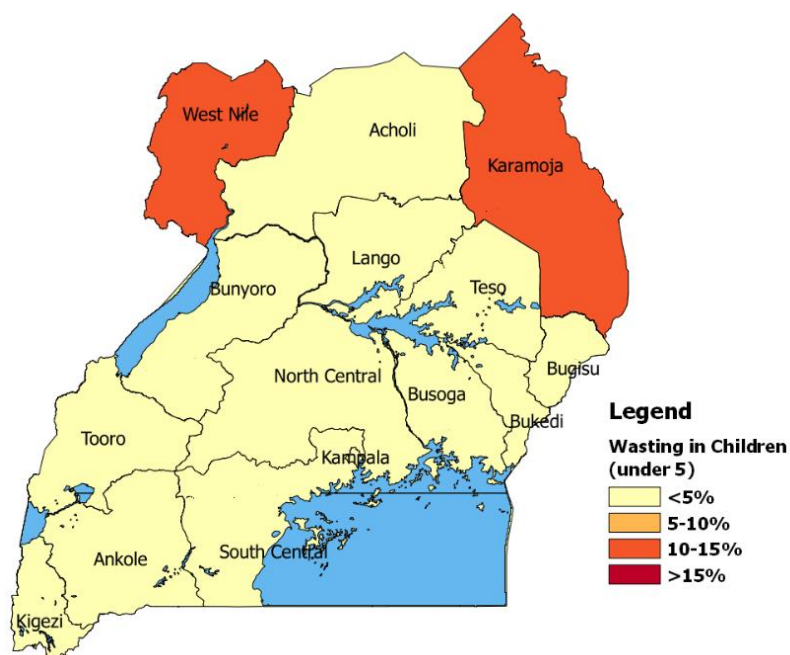 West Nile
Acholi
Karamoja
Lango
Bunyoro
Teso
Bugisu
North Central
Busoga
Bukedi
Tooro
Kampala
Ankole
South Central
Kigezi
Legend
Wasting in Children
(under 5)
<5%
5-10%
10-15%
>15%